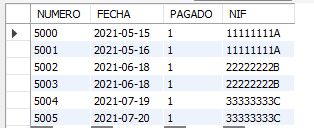 NUMERO FECHA PAGADO NIF
5000 2021-05-15 1 11111111A
5001 2021-05-16 1 11111111A
5002 2021-06-18 1 22222222B
5003 2021-06-18 1 22222222B
5004 2021-07-19 1 33333333C
5005 2021-07-20 1 33333333C